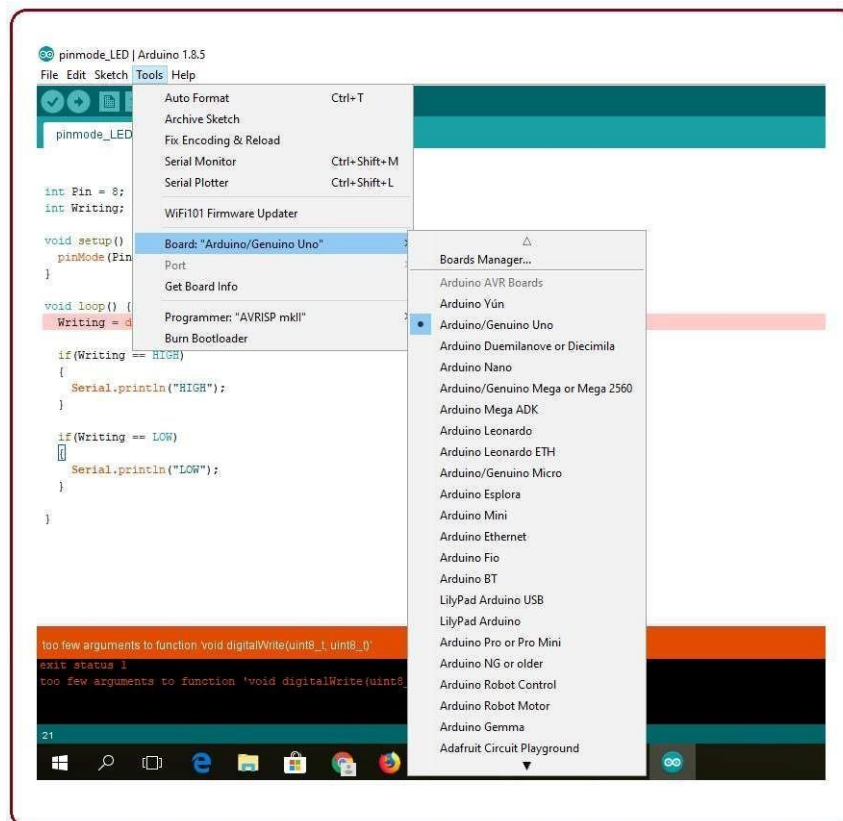 pinmode_LED | Arduino 1.8.5
File Edit Sketch Tools Help
pinmode_LED
Auto Format Ctrl+T
Archive Sketch
Fix Encoding & Reload
Serial Monitor Ctrl+Shift+M
Serial Plotter Ctrl+Shift+L
WiFi101 Firmware Updater
Board: "Arduino/Genuino Uno"
Port
Get Board Info
Programmer: "AVRISP mkII"
Burn Bootloader
Boards Manager...
Arduino AVR Boards
Arduino Yún
Arduino/Genuino Uno
Arduino Duemilanove or Diecimila
Arduino Nano
Arduino/Genuino Mega or Mega 2560
Arduino Mega ADK
Arduino Leonardo
Arduino Leonardo ETH
Arduino/Genuino Micro
Arduino Esplora
Arduino Mini
Arduino Ethernet
Arduino Fio
Arduino BT
LilyPad Arduino USB
LilyPad Arduino
Arduino Pro or Pro Mini
Arduino NG or older
Arduino Robot Control
Arduino Robot Motor
Arduino Gemma
Adafruit Circuit Playground
int Pin = 8;
int Writing;
void setup()
pinMode(Pin
}
void loop() {
Writing = d
if(Writing == HIGH)
{
Serial.println("HIGH");
}
if(Writing == LOW)
{
Serial.println("LOW");
}
}
too few arguments to function 'void digitalWrite(uint8_t, uint8_t)'
exit status 1
too few arguments to function 'void digitalWrite(uint8_
21